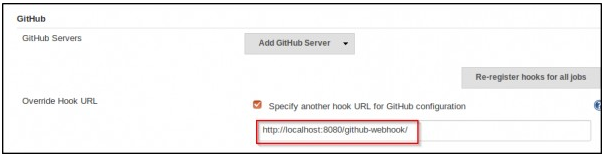 GitHub
GitHub Servers
Add GitHub Server
Re-register hooks for all jobs
Override Hook URL
Specify another hook URL for GitHub configuration
http://localhost:8080/github-webhook/